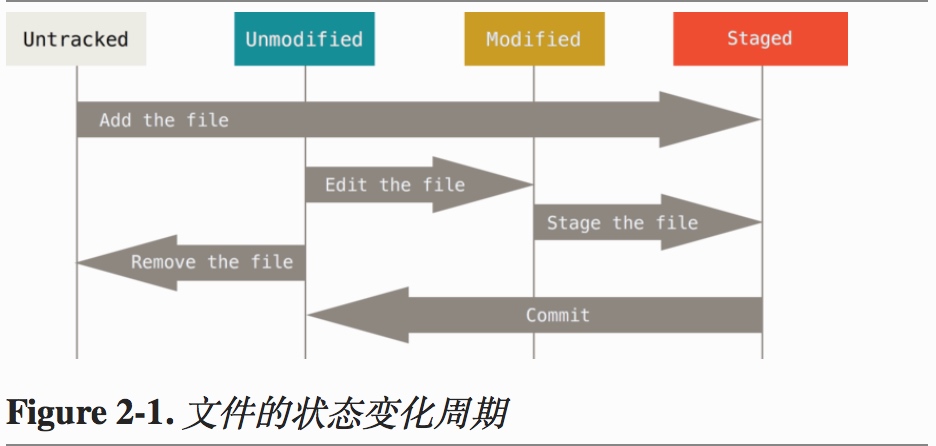 Untracked Unmodified Modified Staged
Add the file
Edit the file
Stage the file
Remove the file
Commit
Figure 2-1. 文件的状态变化周期